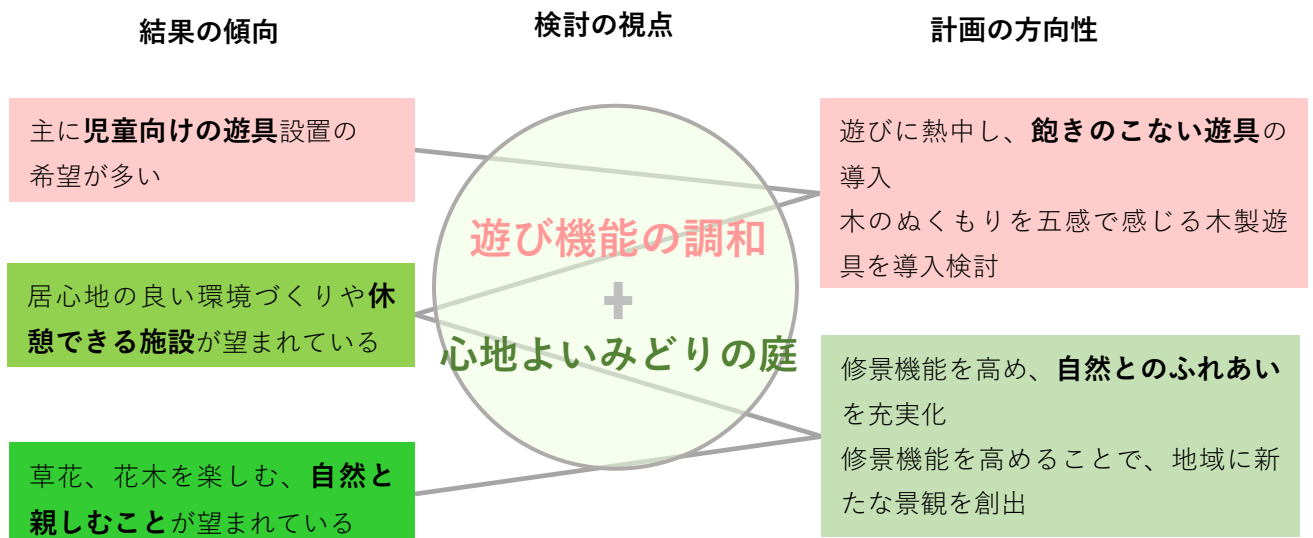 結果の傾向
検討の視点
計画の方向性
主に児童向けの遊具設置の
希望が多い
居心地の良い環境づくりや休
憩できる施設が望まれている
草花、花木を楽しむ、自然と
親しむことが望まれている
遊び機能の調和
+
心地よいみどりの庭
遊びに熱中し、飽きのこない遊具の
導入
木のぬくもりを五感で感じる木製遊
具を導入検討
修景機能を高め、自然とのふれあい
を充実化
修景機能を高めることで、地域に新
たな景観を創出